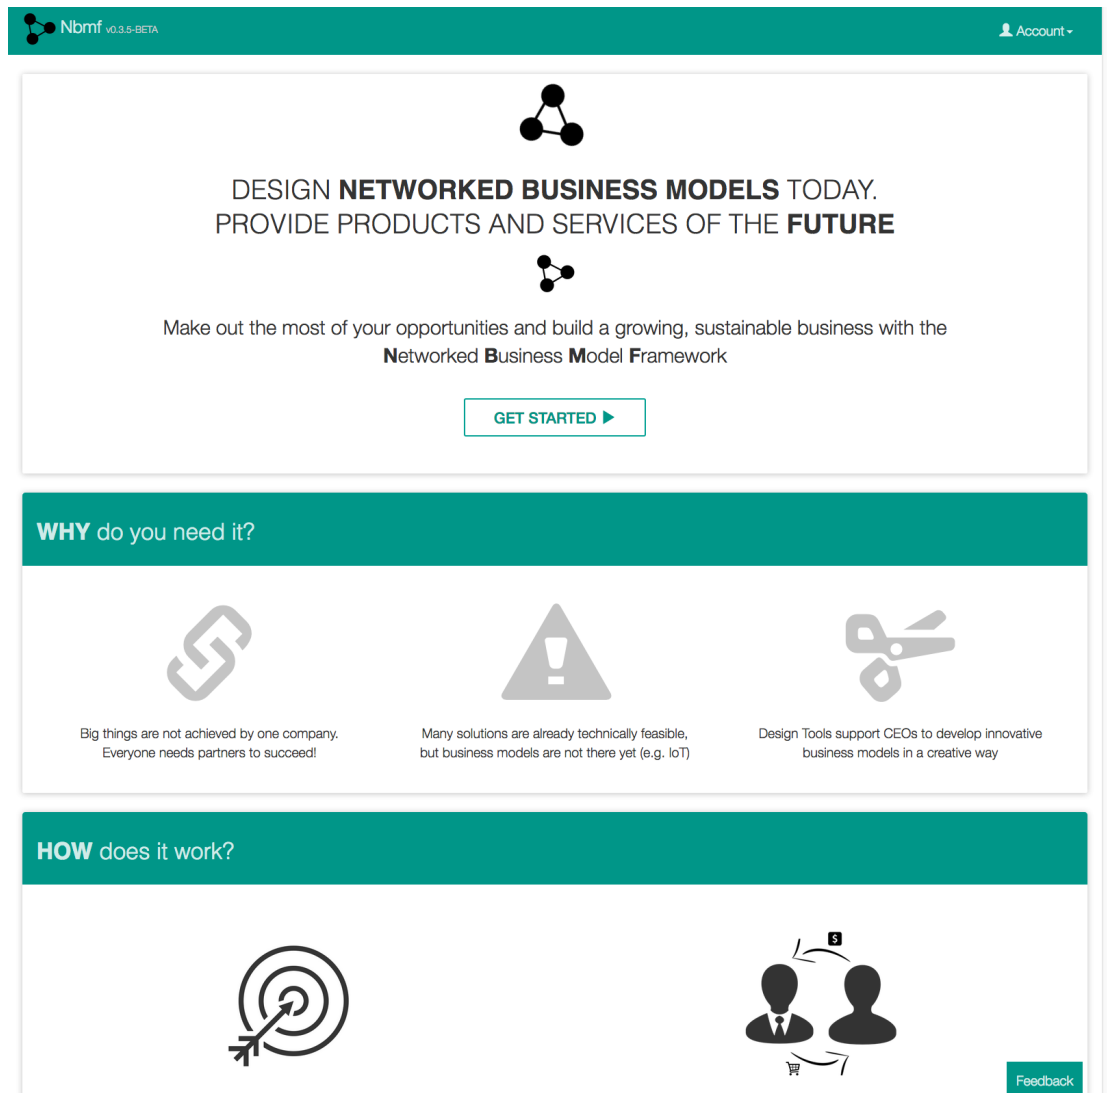 Nbmf v0.3.5-BETA
Account
DESIGN NETWORKED BUSINESS MODELS TODAY.
PROVIDE PRODUCTS AND SERVICES OF THE FUTURE
Make out the most of your opportunities and build a growing, sustainable business with the
Networked Business Model Framework
GET STARTED
WHY do you need it?
Big things are not achieved by one company.
Everyone needs partners to succeed!
Many solutions are already technically feasible,
but business models are not there yet (e.g. IoT)
Design Tools support CEOs to develop innovative
business models in a creative way
HOW does it work?
$
Feedback